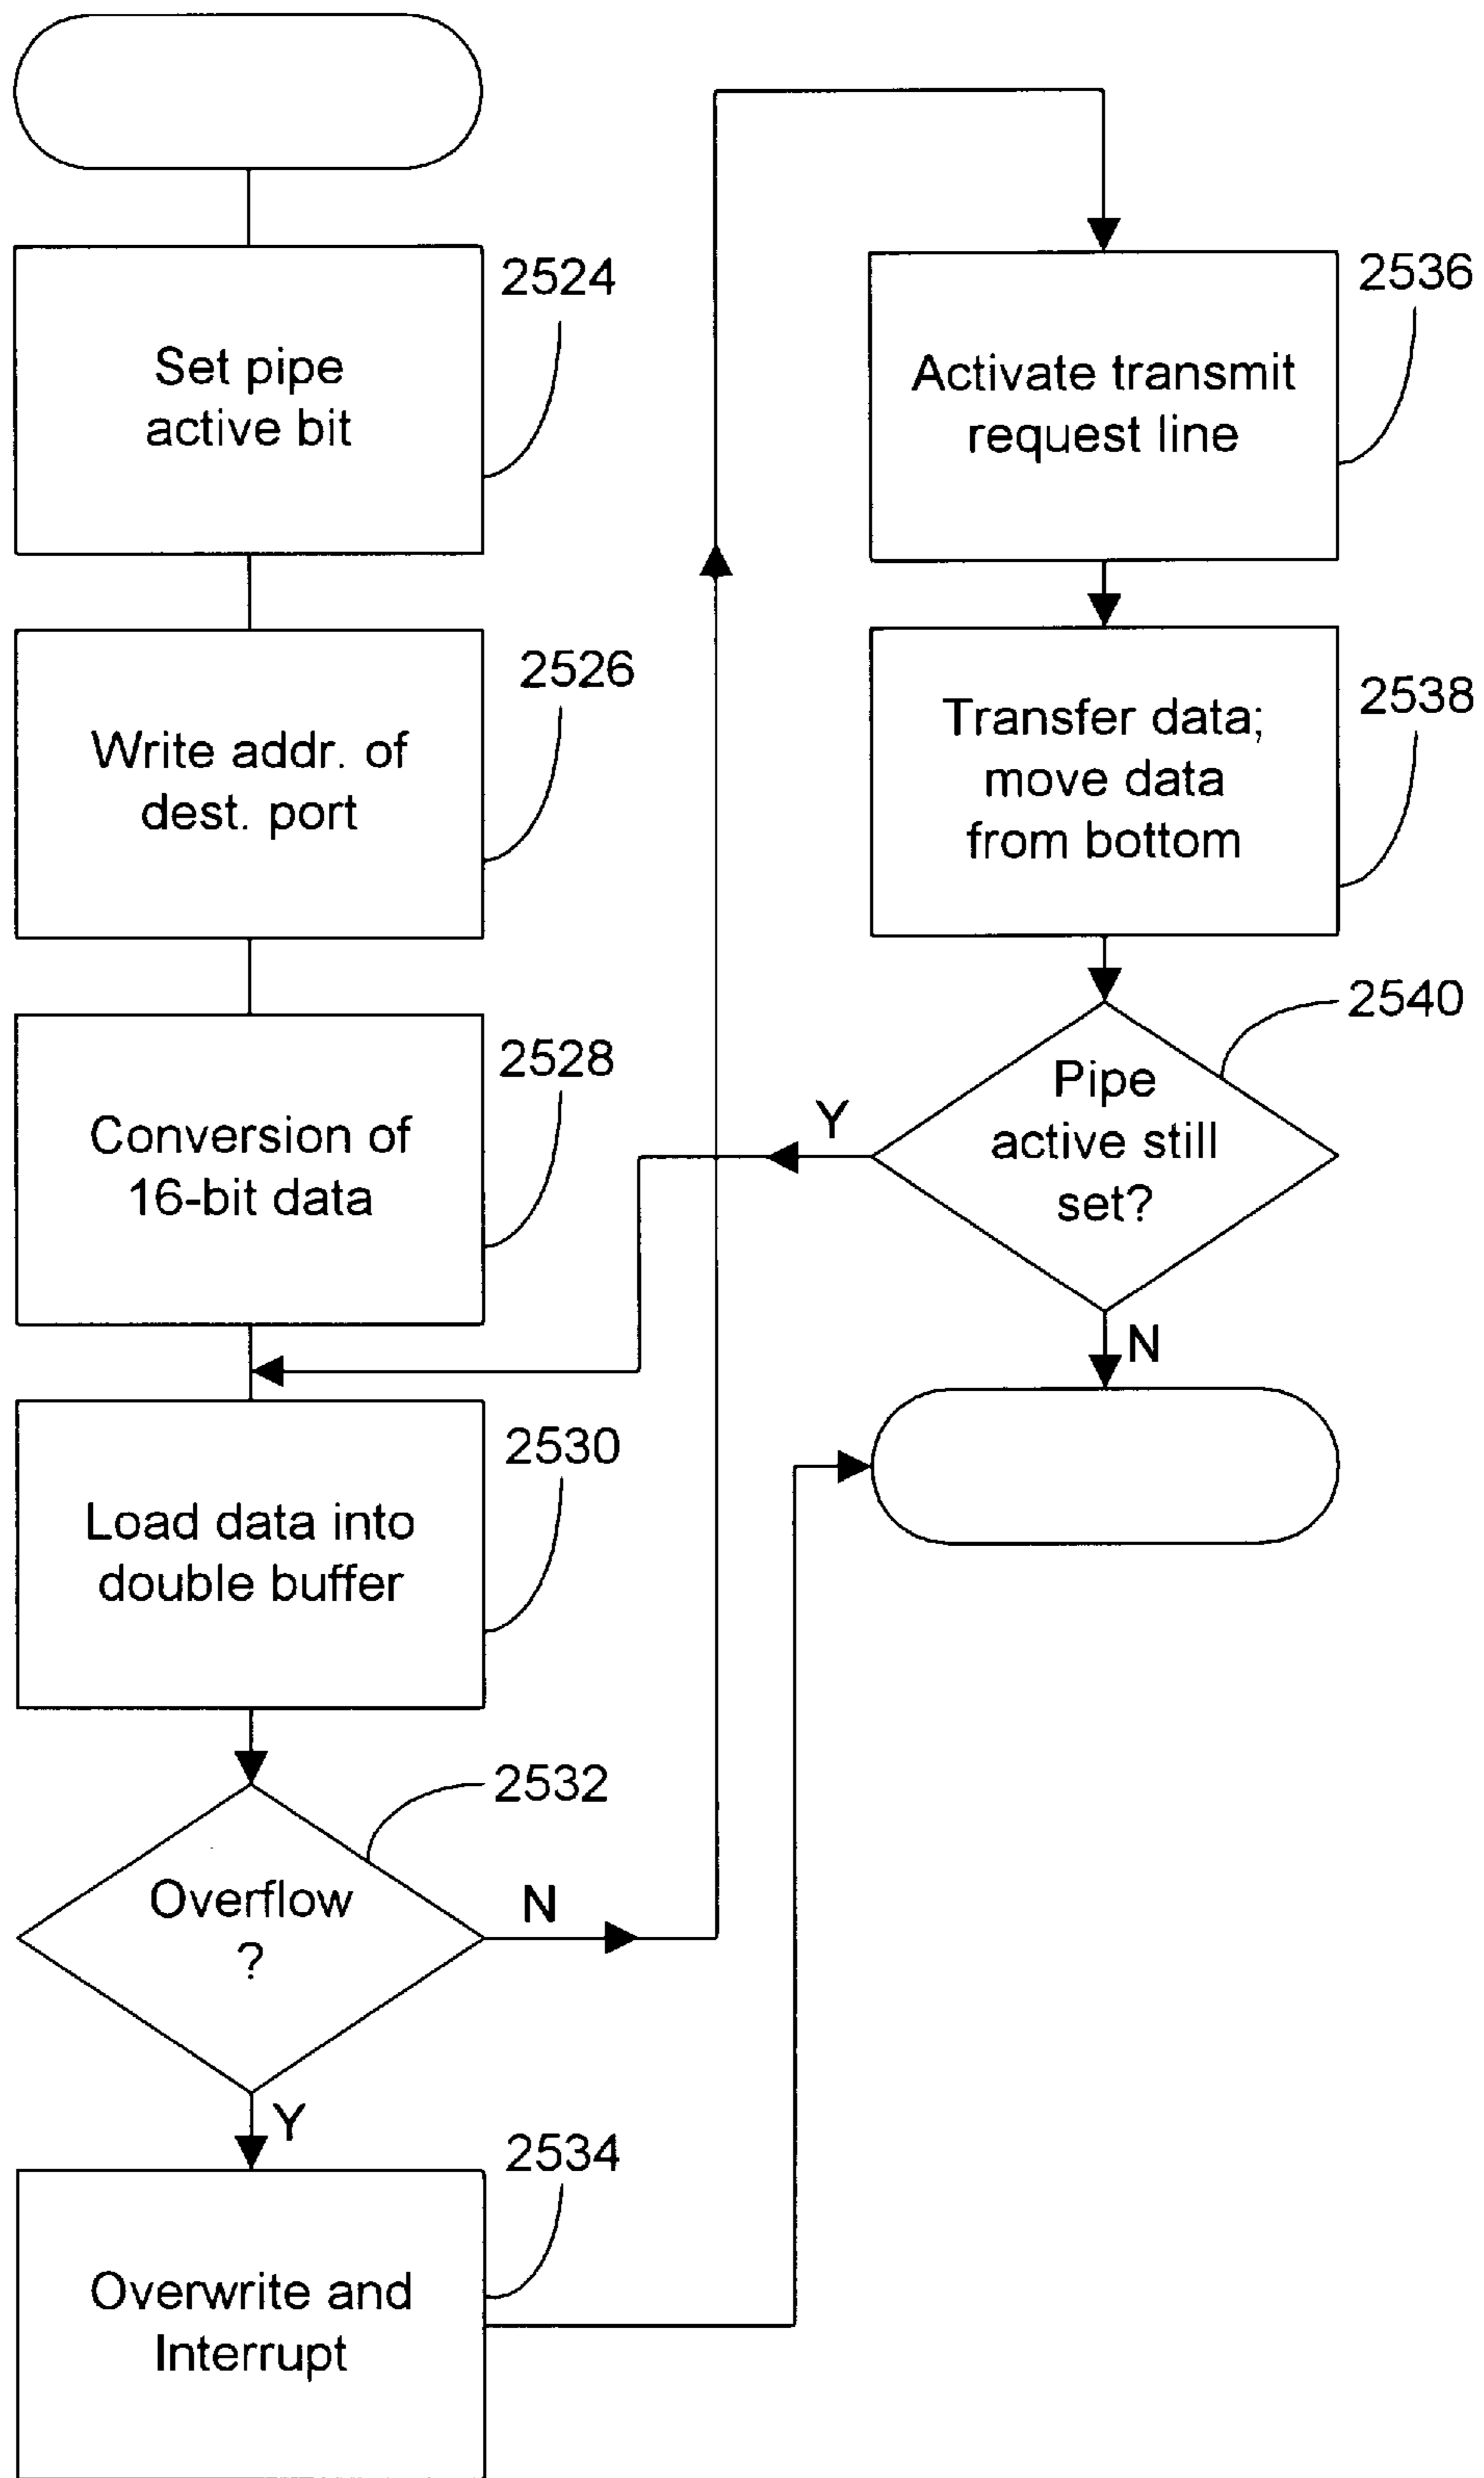 2524
Set pipe
active bit
2526
Write addr. of
dest. port
2528
Conversion of
16-bit data
2530
Load data into
double buffer
2532
Overflow
?
N
Y
2534
Overwrite and
Interrupt
2536
Activate transmit
request line
2538
Transfer data;
move data
from bottom
2540
Pipe
active still
set?
Y
N